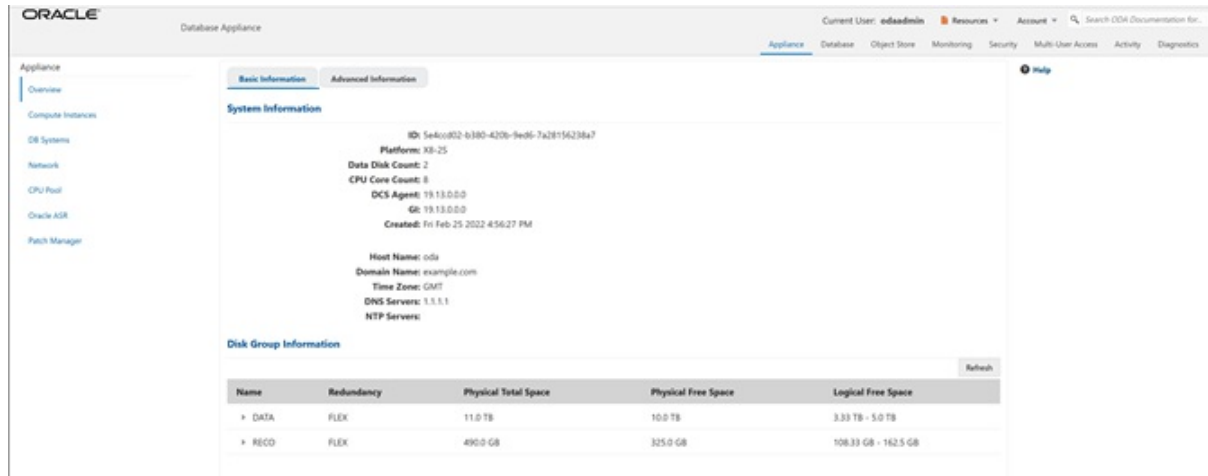 ORACLE
Database Appliance
Current User: odaadmin Resources Account Search ODA Documentation for...
Appliance Database Object Store Monitoring Security Multi-User Access Activity Diagnostics
Appliance
Overview
Compute Instances
DB Systems
Network
CPU Pool
Oracle ASR
Patch Manager
Basic Information Advanced Information
Help
System Information
ID: 5e4ccd02-b380-420b-9ed6-7a28156238a7
Platform: X8-2S
Data Disk Count: 2
CPU Core Count: 8
DCS Agent: 19.13.0.0.0
GI: 19.13.0.0.0
Created: Fri Feb 25 2022 4:56:27 PM
Host Name: oda
Domain Name: example.com
Time Zone: GMT
DNS Servers: 1.1.1.1
NTP Servers:
Disk Group Information
Refresh
Name Redundancy Physical Total Space Physical Free Space Logical Free Space
DATA FLEX 11.0 TB 10.0 TB 3.33 TB - 5.0 TB
RECO FLEX 490.0 GB 325.0 GB 108.33 GB - 162.5 GB